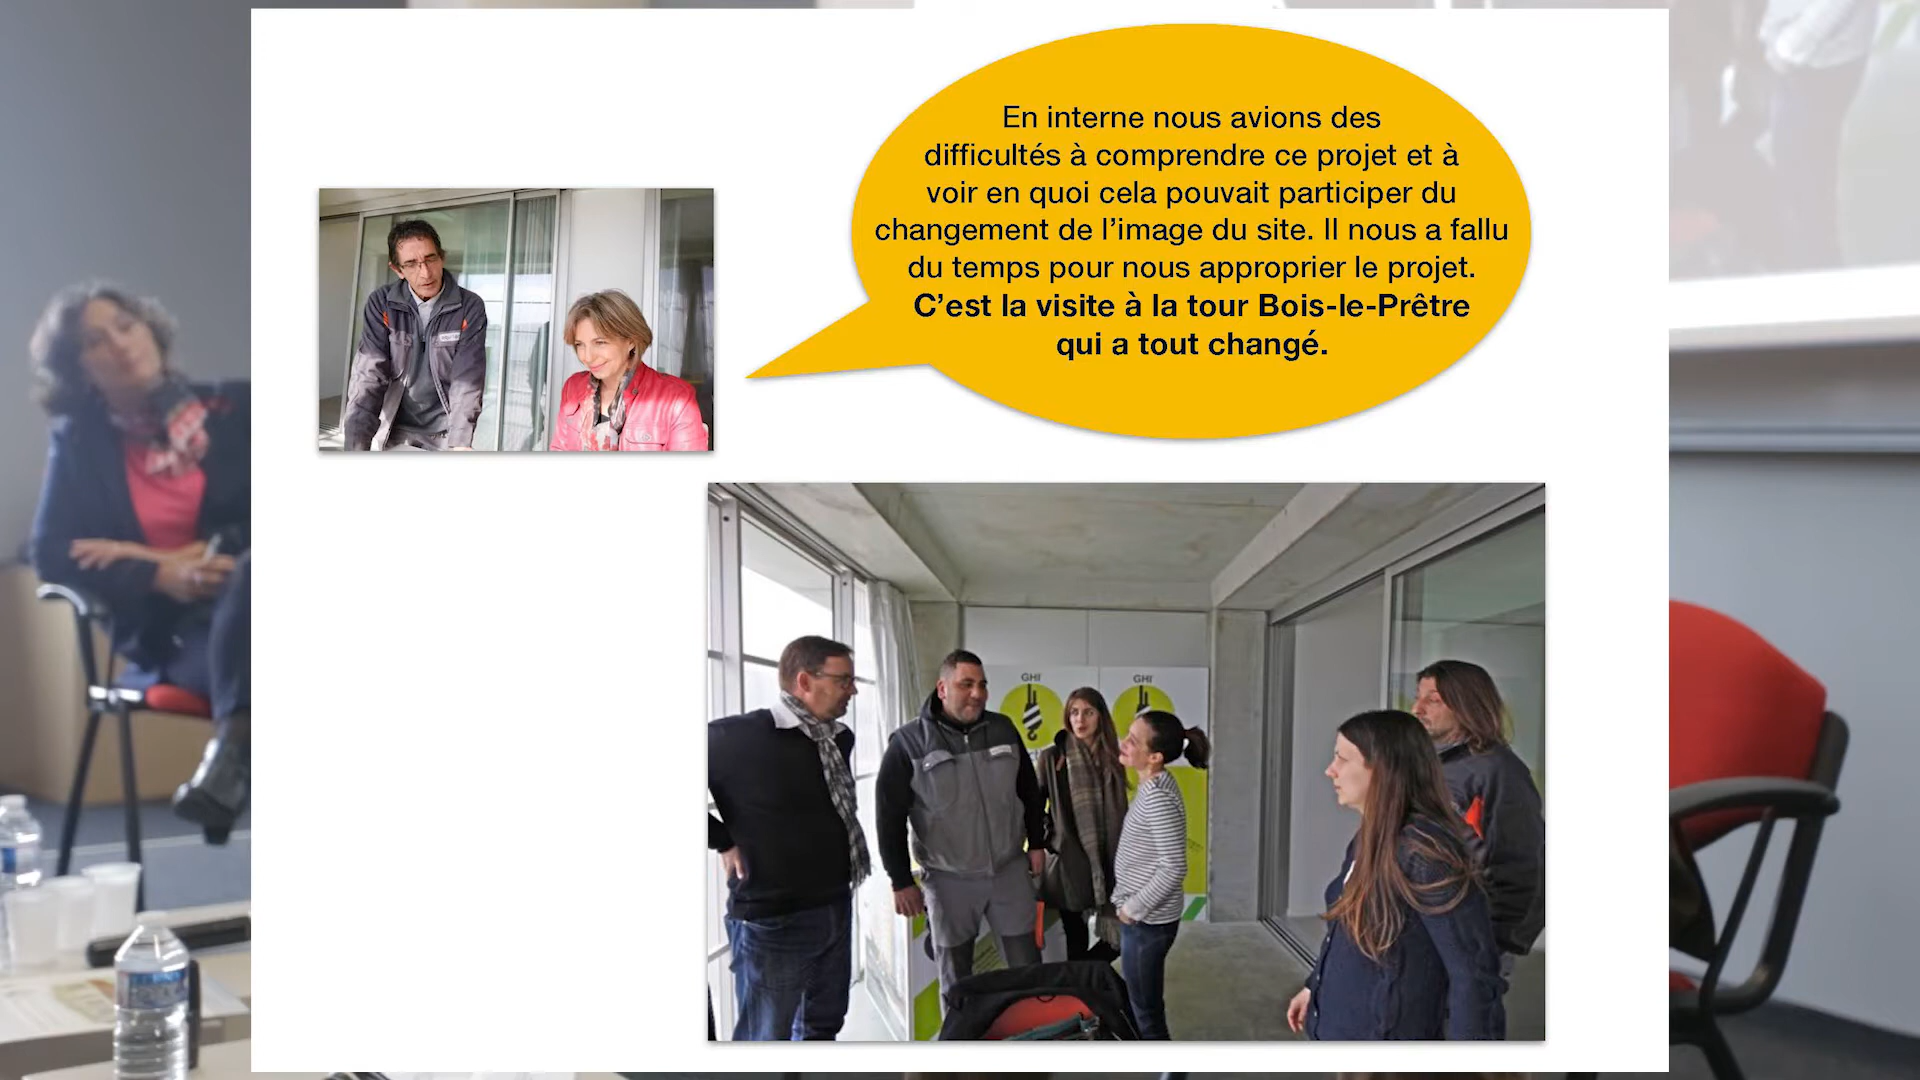 En interne nous avions des
difficultés à comprendre ce projet et à
voir en quoi cela pouvait participer du
changement de l'image du site. Il nous a fallu
du temps pour nous approprier le projet.
C'est la visite à la tour Bois-le-Prêtre
qui a tout changé.
GHI
GHI